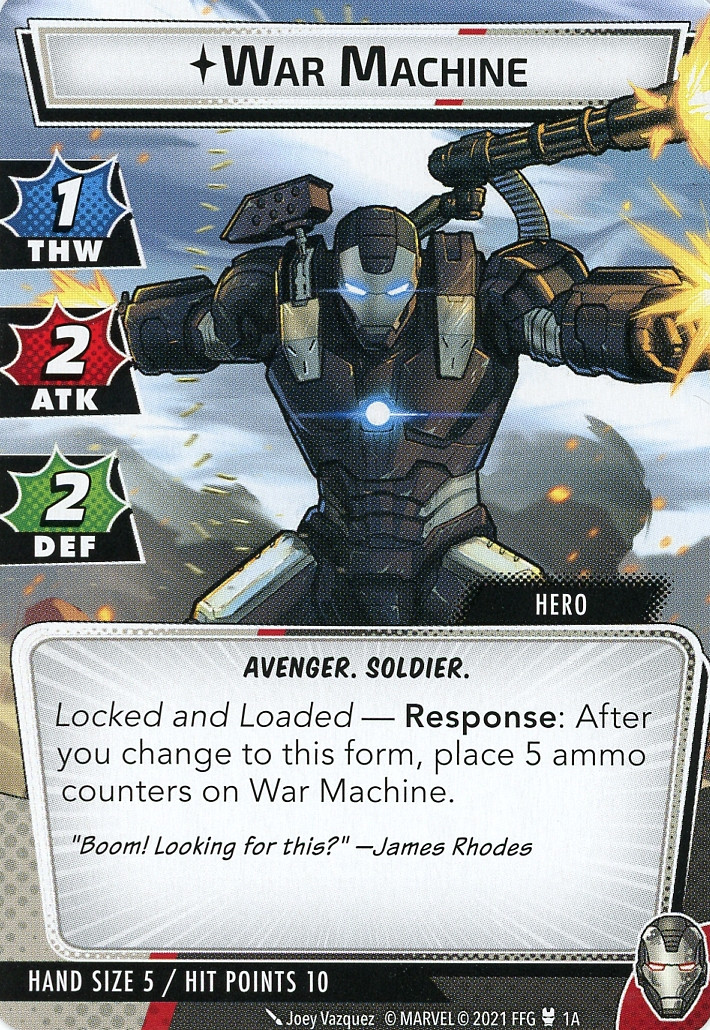 WAR MACHINE
1
THW
2
ATK
2
DEF
HERO
AVENGER. SOLDIER.
Locked and Loaded — Response: After
you change to this form, place 5 ammo
counters on War Machine.
"Boom! Looking for this?" —James Rhodes
HAND SIZE 5 / HIT POINTS 10
Joey Vazquez © MARVEL © 2021 FFG 1A